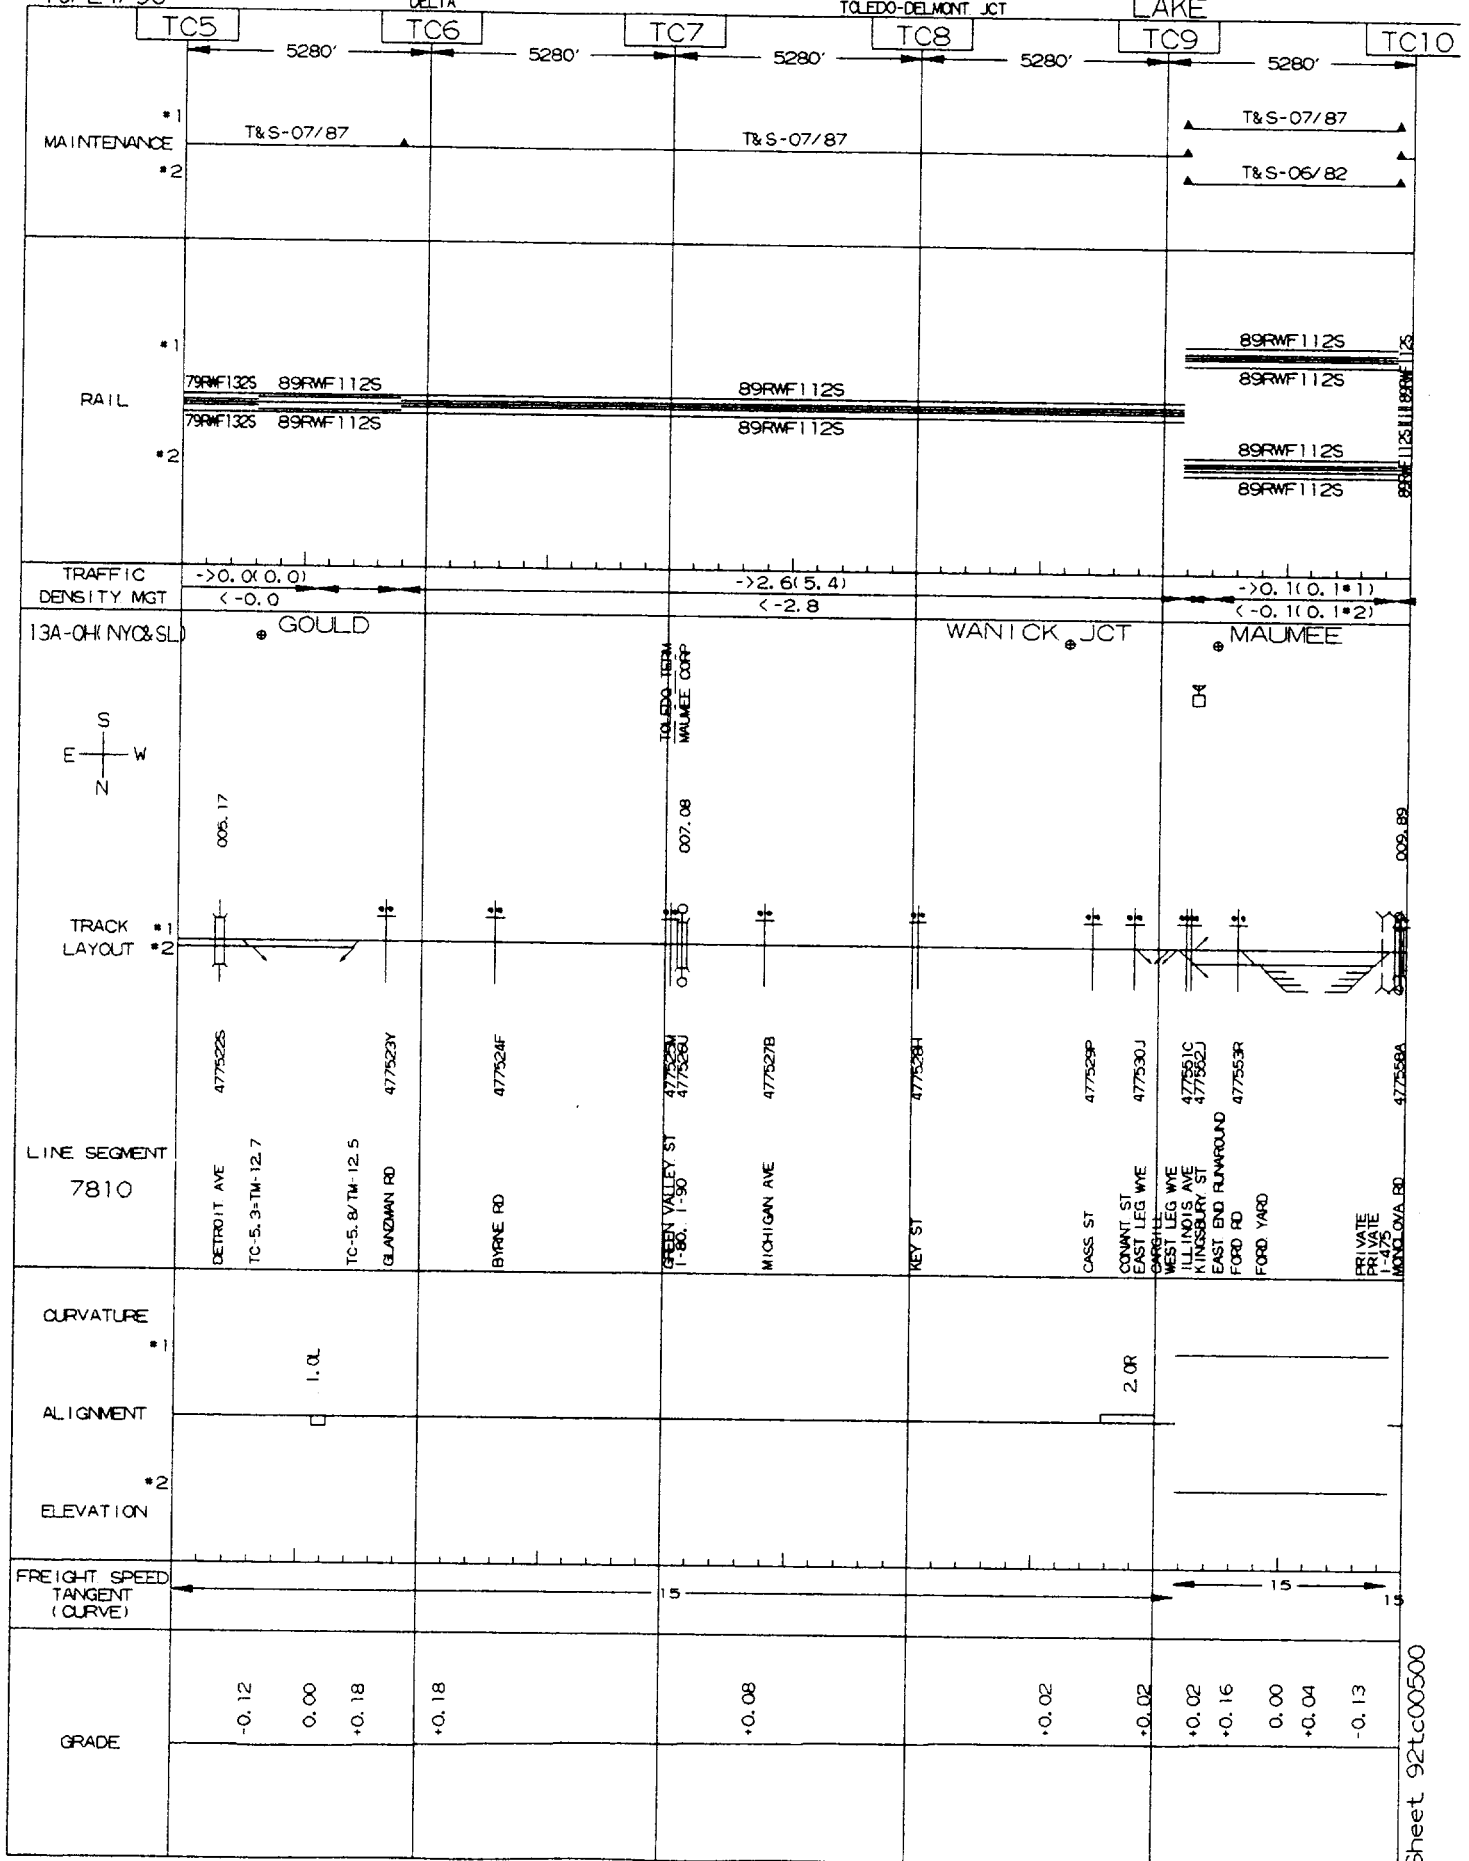 DELTA
TOLEDO-DELMONT JCT
LAKE
TC5
TC6
TC7
TC8
TC9
TC10
5280'
5280'
5280'
5280'
5280'
MAINTENANCE
*1
*2
T&S-07/87
T&S-07/87
T&S-07/87
T&S-06/82
RAIL
*1
*2
79RWF132S
89RWF112S
89RWF112S
89RWF112S
79RWF132S
89RWF112S
89RWF112S
89RWF112S
89RWF112S
89RWF112S
89RWF112S
89RWF112S
TRAFFIC
DENSITY MGT
->0.0(0.0)
<-0.0
->2.6(5.4)
<-2.8
->0.1(0.1*1)
<-0.1(0.1*2)
13A-OH(NYC&SL)
GOULD
WANICK JCT
MAUMEE
TOLEDO TERM
MAUMEE CORP
S
E W
N
005.17
007.08
009.89
TRACK *1
LAYOUT *2
477522S
477523Y
477524F
477525M
477526U
477527B
477528H
477529P
477530J
477551C
477552J
477553R
477558A
LINE SEGMENT
7810
DETROIT AVE
TC-5.3=TM-12.7
TC-5.8/TM-12.5
GLANZMAN RD
BYRNE RD
GREEN VALLEY ST
I-80, I-90
MICHIGAN AVE
KEY ST
CASS ST
CONANT ST
EAST LEG WYE
CARGILL
WEST LEG WYE
ILLINOIS AVE
KINGSBURY ST
EAST END RUNAROUND
FORD RD
FORD YARD
PRIVATE
PRIVATE
I-475
MONCLOVA RD
CURVATURE
*1
ALIGNMENT
*2
ELEVATION
1.0L
2.0R
FREIGHT SPEED
TANGENT
(CURVE)
15
15
15
GRADE
-0.12
0.00
+0.18
+0.18
+0.08
+0.02
+0.02
+0.02
+0.16
0.00
+0.04
-0.13
Sheet 92tc00500